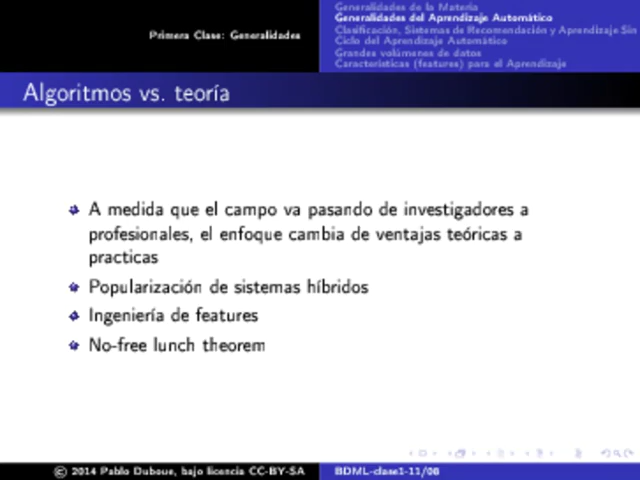 Primera Clase: Generalidades
Generalidades de la Materia
Generalidades del Aprendizaje Automático
Clasificación, Sistemas de Recomendación y Aprendizaje Sin
Ciclo del Aprendizaje Automático
Grandes volúmenes de datos
Características (features) para el Aprendizaje
Algoritmos vs. teoría
A medida que el campo va pasando de investigadores a
profesionales, el enfoque cambia de ventajas teóricas a
practicas
Popularización de sistemas híbridos
Ingeniería de features
No-free lunch theorem
© 2014 Pablo Duboue, bajo licencia CC-BY-SA
BDML-clase1-11/08